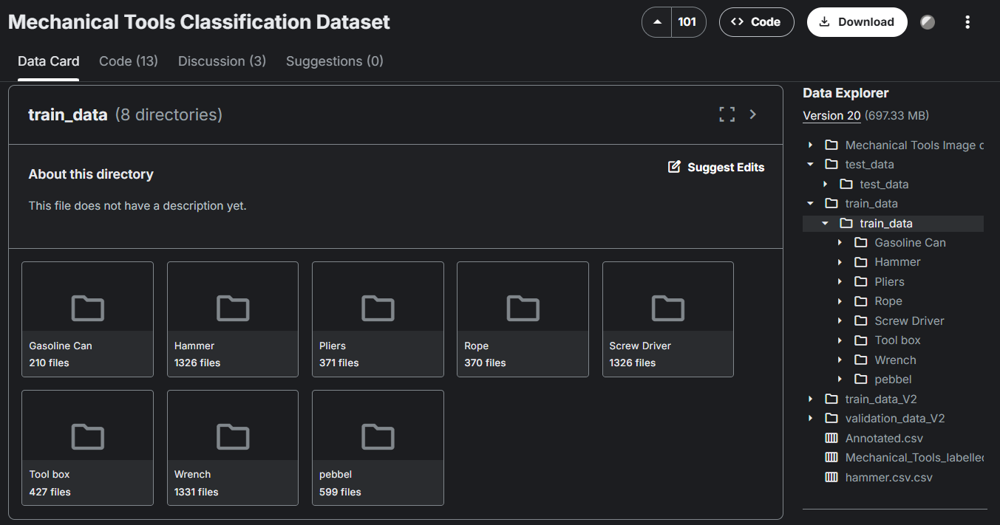 Mechanical Tools Classification Dataset
101
Code
Download
Data Card
Code (13)
Discussion (3)
Suggestions (0)
train_data (8 directories)
About this directory
Suggest Edits
This file does not have a description yet.
Gasoline Can
210 files
Hammer
1326 files
Pliers
371 files
Rope
370 files
Screw Driver
1326 files
Tool box
427 files
Wrench
1331 files
pebbel
599 files
Data Explorer
Version 20 (697.33 MB)
Mechanical Tools Image c
test_data
test_data
train_data
train_data
Gasoline Can
Hammer
Pliers
Rope
Screw Driver
Tool box
Wrench
pebbel
train_data_V2
validation_data_V2
Annotated.csv
Mechanical_Tools_labelled
hammer.csv.csv